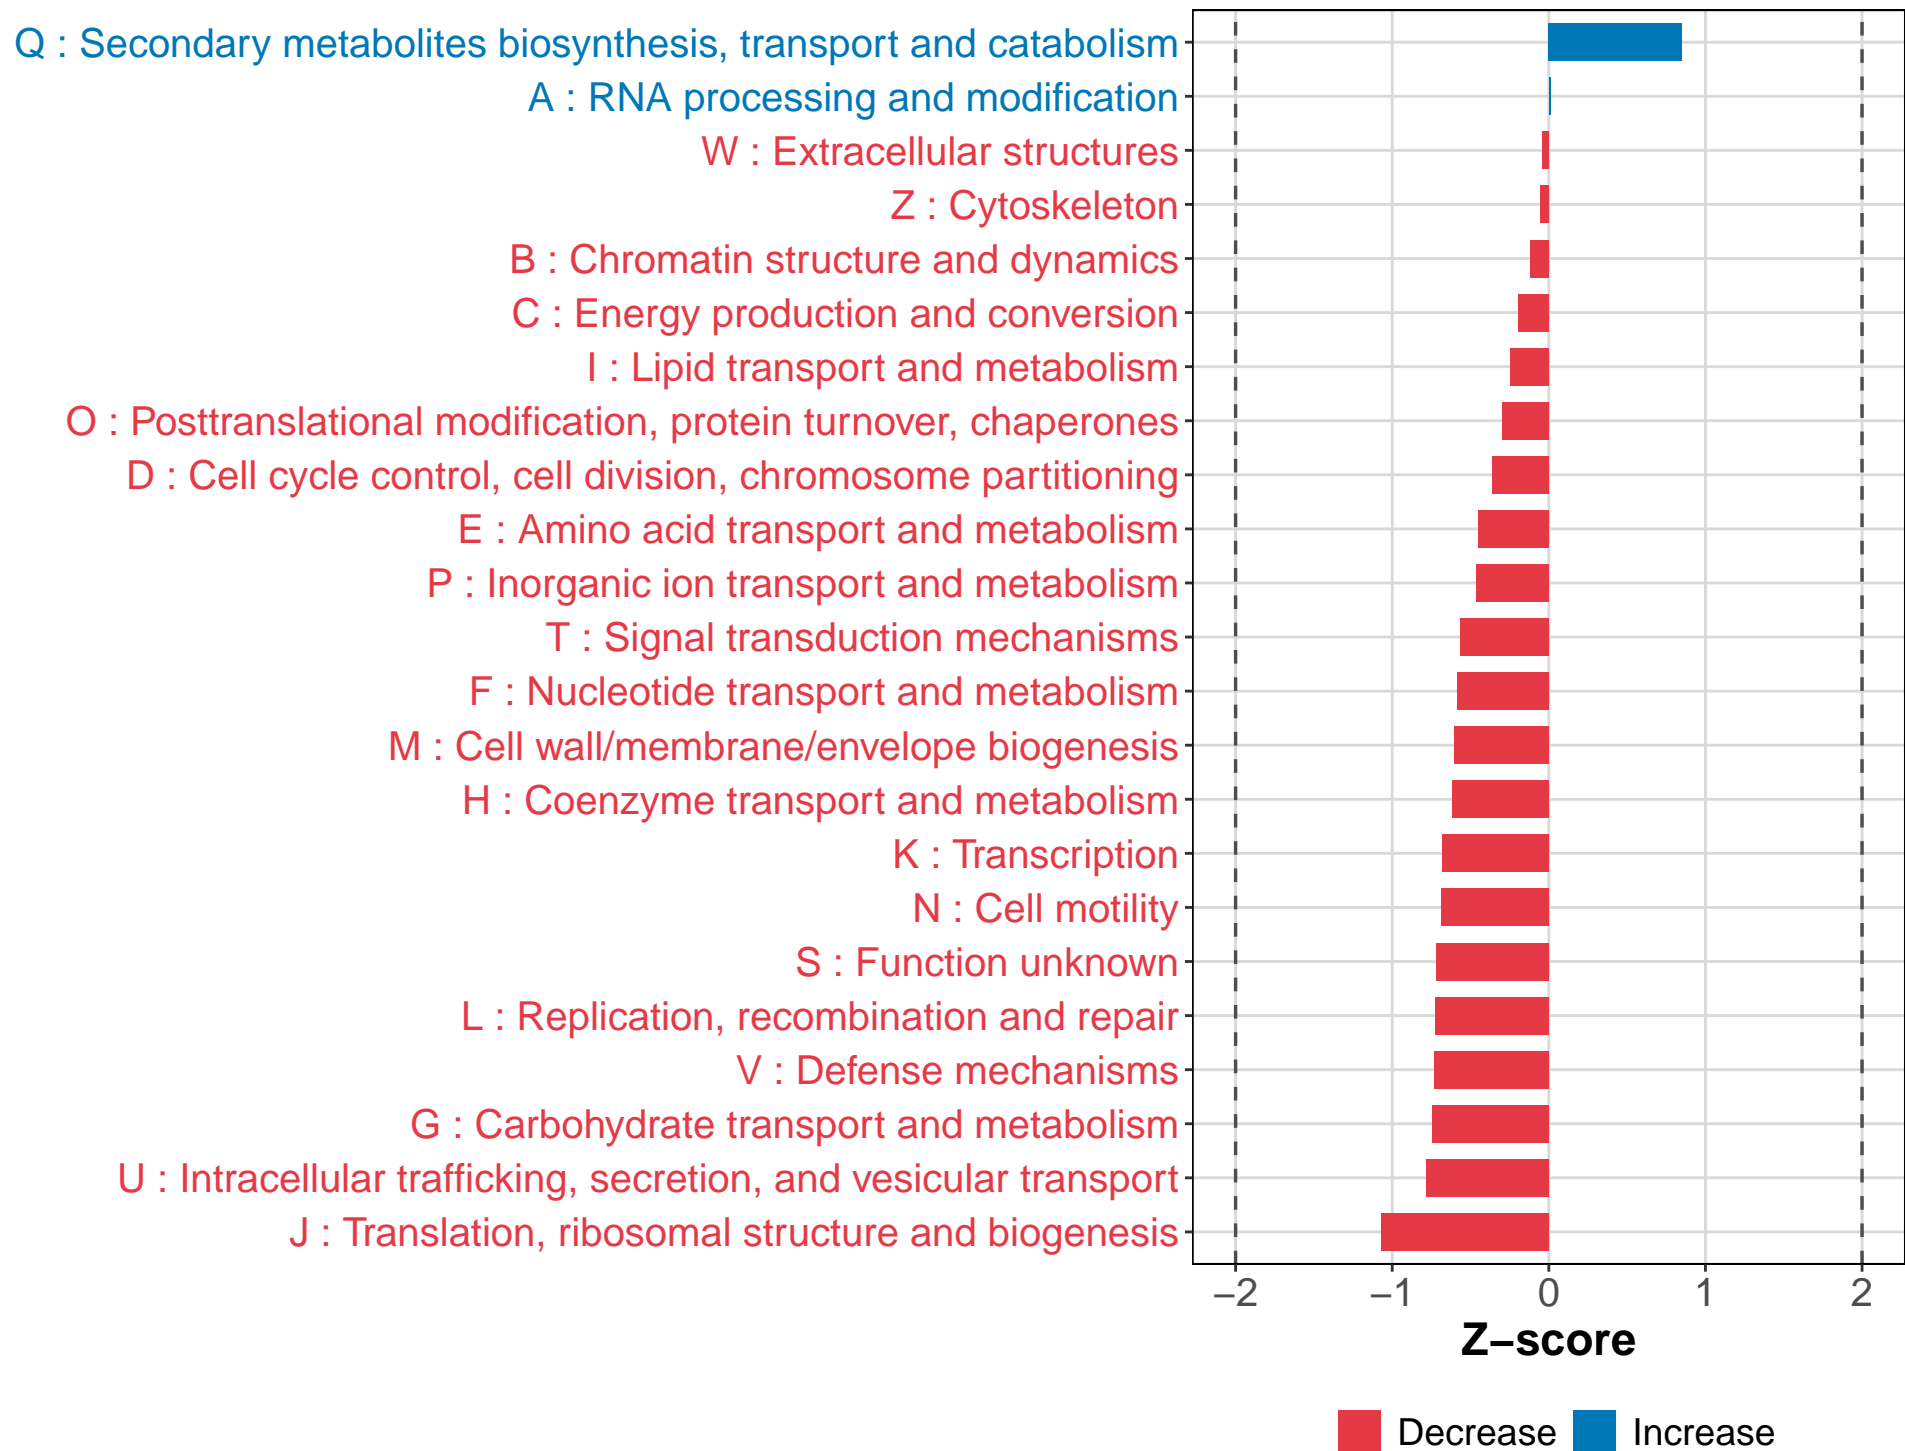 Q : Secondary metabolites biosynthesis, transport and catabolism
A : RNA processing and modification
W : Extracellular structures
Z : Cytoskeleton
B : Chromatin structure and dynamics
C : Energy production and conversion
I : Lipid transport and metabolism
O : Posttranslational modification, protein turnover, chaperones
D : Cell cycle control, cell division, chromosome partitioning
E : Amino acid transport and metabolism
P : Inorganic ion transport and metabolism
T : Signal transduction mechanisms
F : Nucleotide transport and metabolism
M : Cell wall/membrane/envelope biogenesis
H : Coenzyme transport and metabolism
K : Transcription
N : Cell motility
S : Function unknown
L : Replication, recombination and repair
V : Defense mechanisms
G : Carbohydrate transport and metabolism
U : Intracellular trafficking, secretion, and vesicular transport
J : Translation, ribosomal structure and biogenesis
−2 −1 0 1 2
Z−score
Decrease Increase